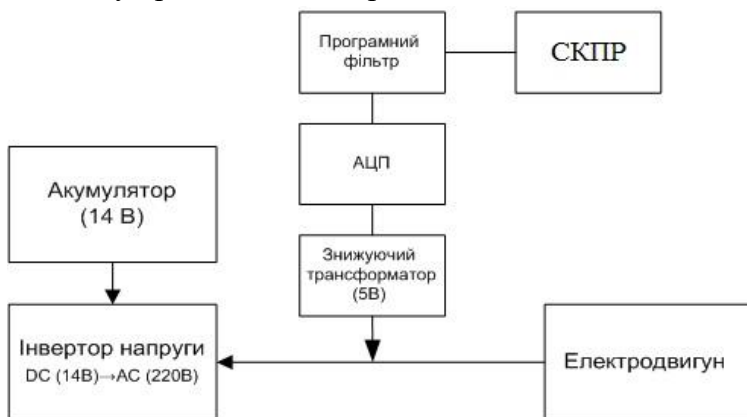 Програмний
фільтр
СКПР
АЦП
Акумулятор
(14 В)
Знижуючий
трансформатор
(5В)
Інвертор напруги
DC (14В)→AC (220В)
Електродвигун